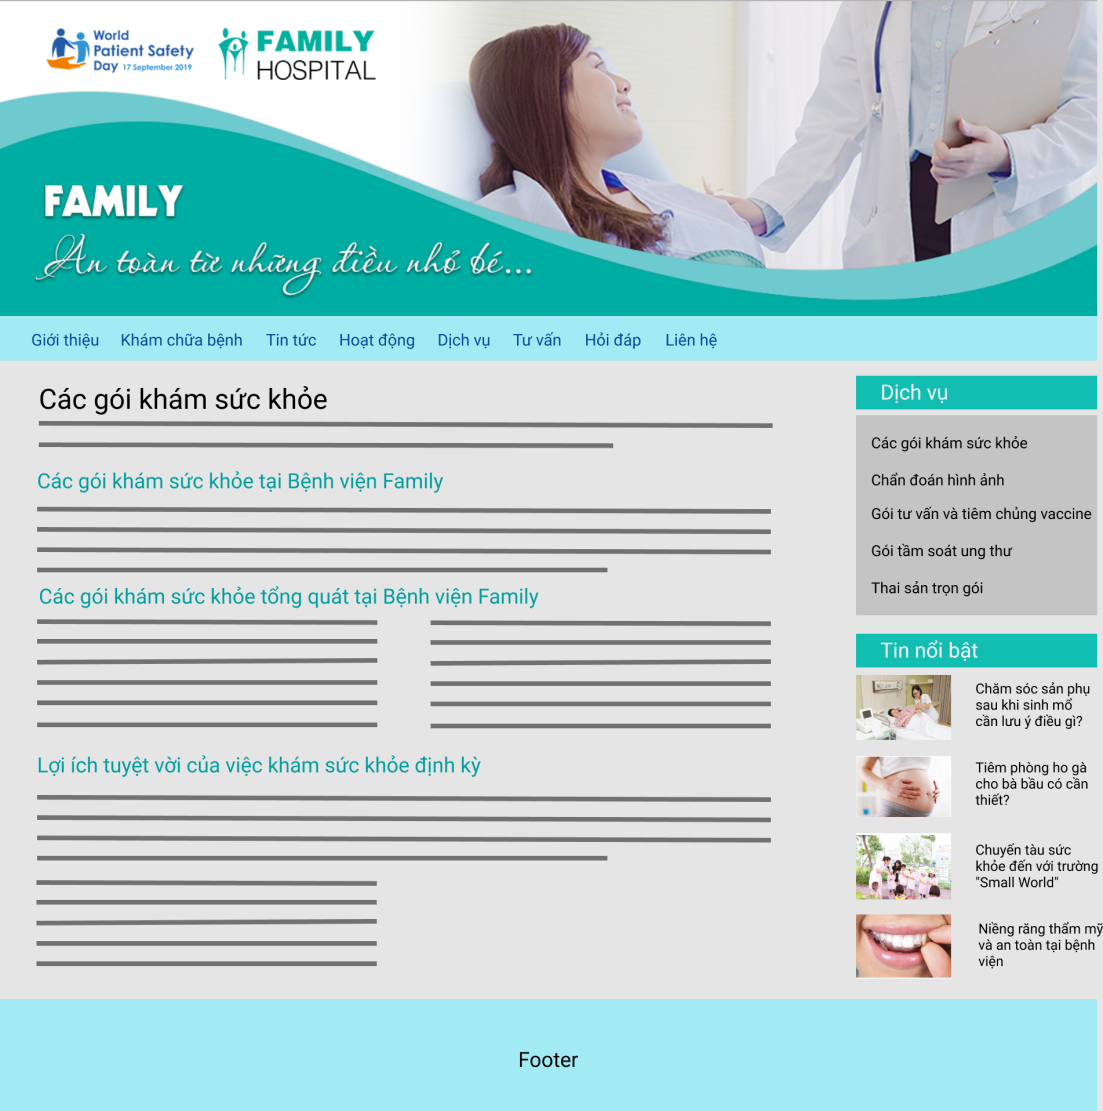 World
Patient Safety
Day 17 September 2019
FAMILY
HOSPITAL
FAMILY
An toàn từ những điều nhỏ bé...
Giới thiệu Khám chữa bệnh Tin tức Hoạt động Dịch vụ Tư vấn Hỏi đáp Liên hệ
Các gói khám sức khỏe
Các gói khám sức khỏe tại Bệnh viện Family
Các gói khám sức khỏe tổng quát tại Bệnh viện Family
Lợi ích tuyệt vời của việc khám sức khỏe định kỳ
Dịch vụ
Các gói khám sức khỏe
Chẩn đoán hình ảnh
Gói tư vấn và tiêm chủng vaccine
Gói tầm soát ung thư
Thai sản trọn gói
Tin nổi bật
Chăm sóc sản phụ
sau khi sinh mổ
cần lưu ý điều gì?
Tiêm phòng ho gà
cho bà bầu có cần
thiết?
Chuyến tàu sức
khỏe đến với trường
"Small World"
Niềng răng thẩm mỹ
và an toàn tại bệnh
viện
Footer